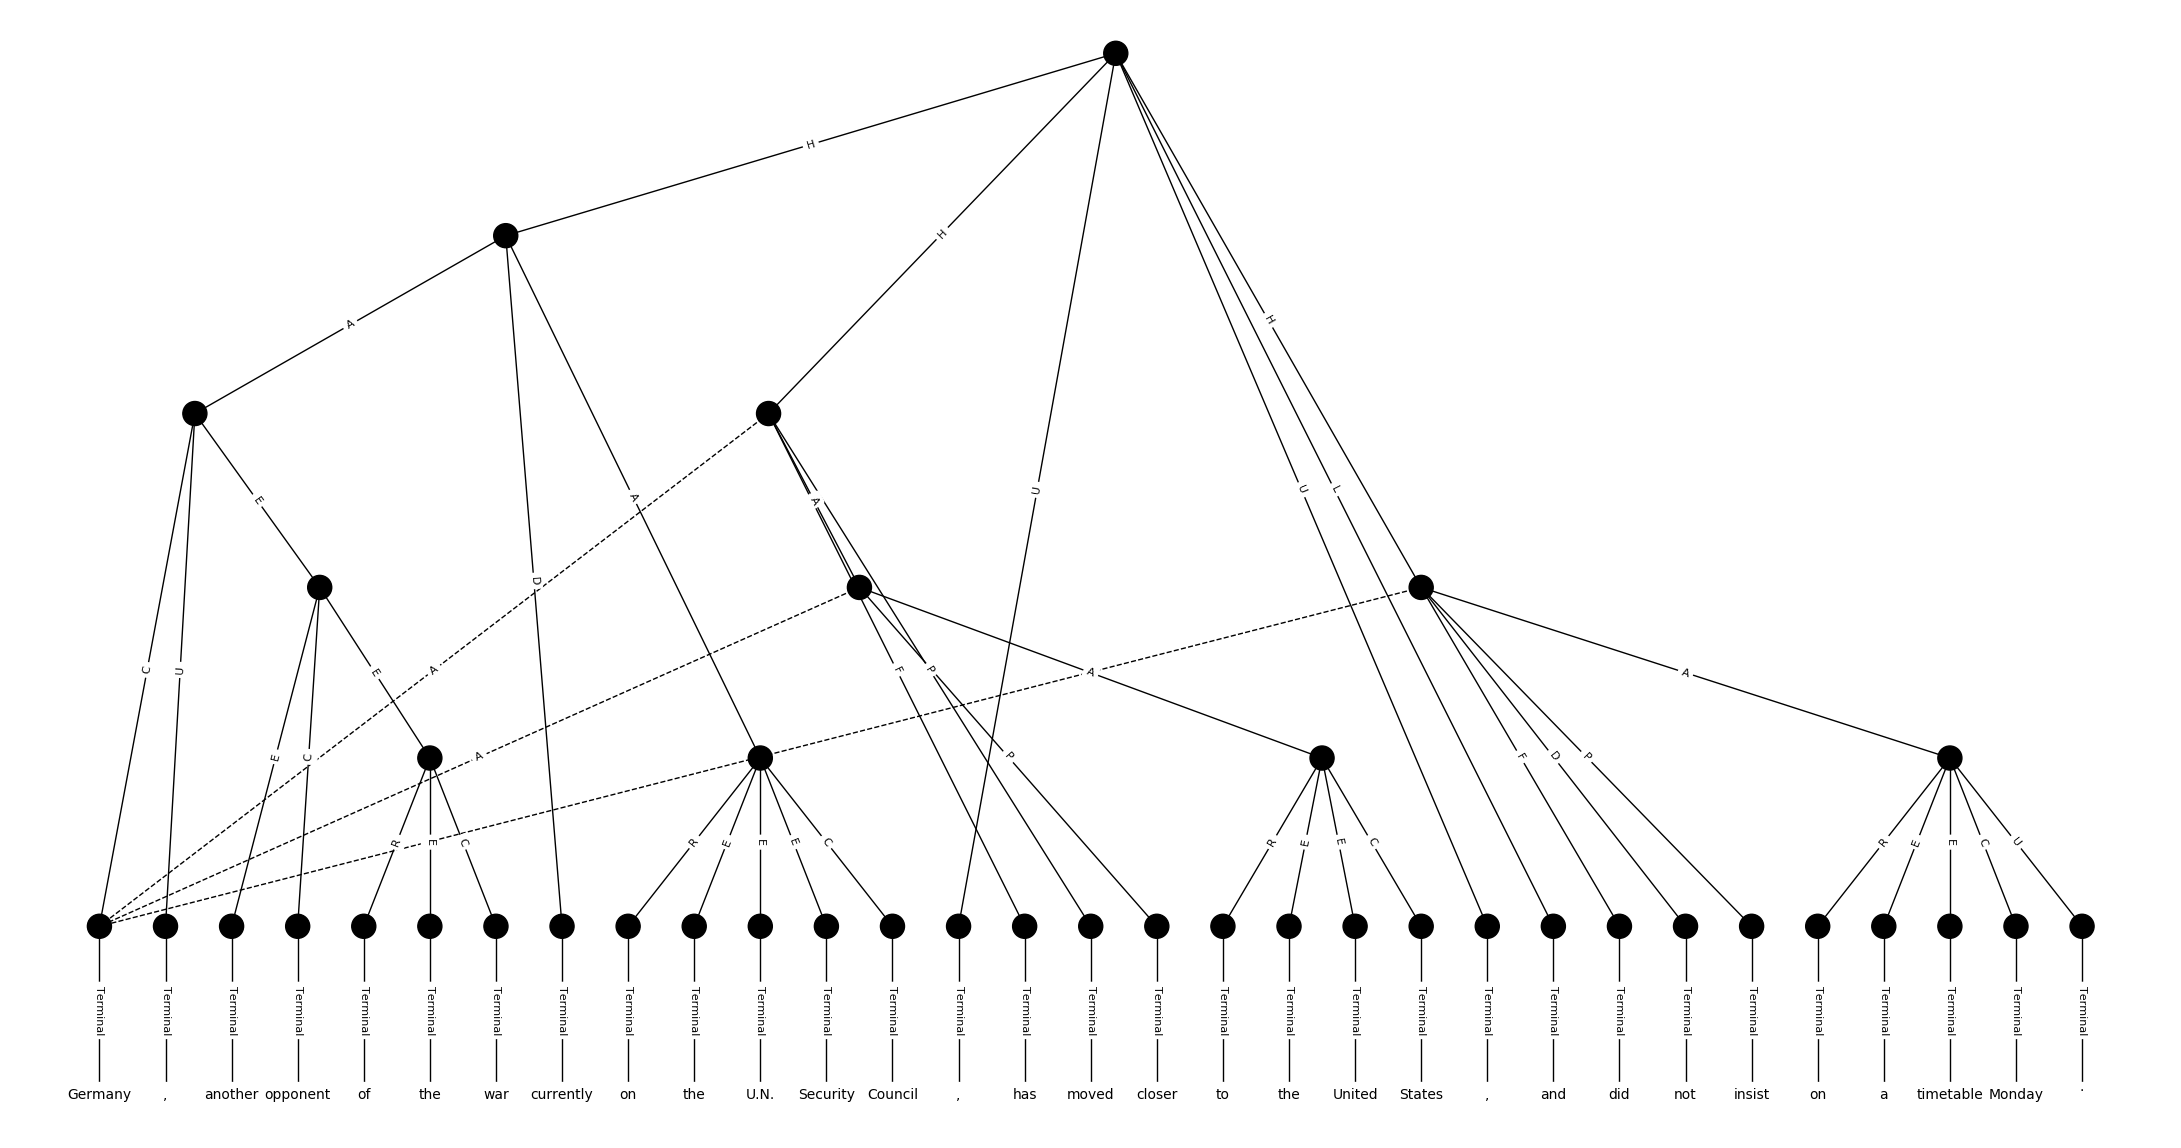 H
H
A
H
E
D
A
A
U
U
L
C
U
E
A
F
P
A
A
E
C
A
P
F
D
P
R
E
C
R
E
E
E
C
R
E
E
C
R
E
E
C
U
Terminal Terminal Terminal Terminal Terminal Terminal Terminal Terminal Terminal Terminal Terminal Terminal Terminal Terminal Terminal Terminal Terminal Terminal Terminal Terminal Terminal Terminal Terminal Terminal Terminal Terminal Terminal Terminal Terminal Terminal Terminal
Germany , another opponent of the war currently on the U.N. Security Council , has moved closer to the United States , and did not insist on a timetable Monday .